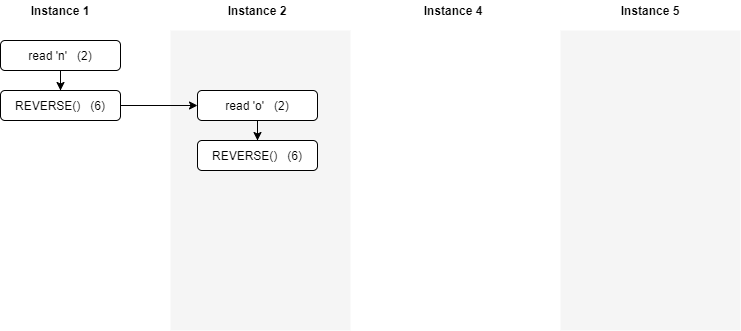 Instance 1 Instance 2 Instance 4 Instance 5
read 'n' (2)
REVERSE() (6) read 'o' (2)
REVERSE() (6)